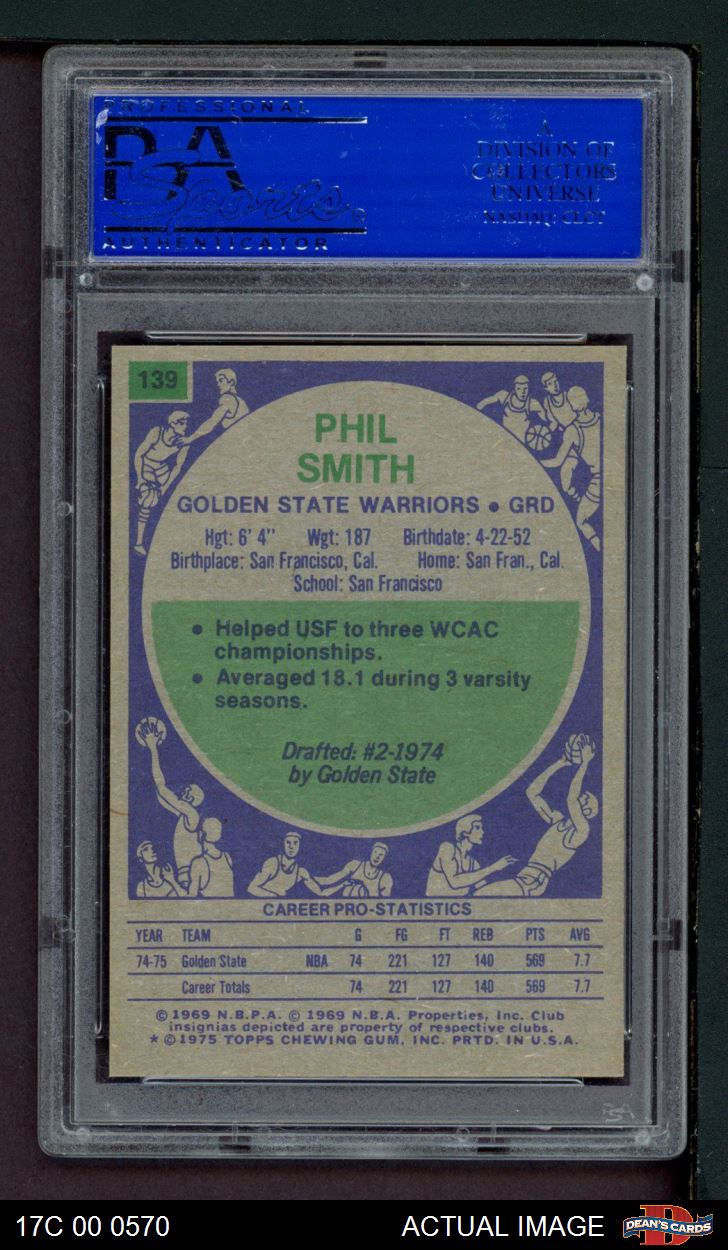 PROFESSIONAL
PSA
Sports
AUTHENTICATOR
A
DIVISION OF
COLLECTORS
UNIVERSE
NASDAQ: CLCT
139
PHIL
SMITH
GOLDEN STATE WARRIORS • GRD
Hgt: 6' 4" Wgt: 187 Birthdate: 4-22-52
Birthplace: San Francisco, Cal. Home: San Fran., Cal.
School: San Francisco
• Helped USF to three WCAC
championships.
• Averaged 18.1 during 3 varsity
seasons.
Drafted: #2-1974
by Golden State
CAREER PRO-STATISTICS
YEAR TEAM G FG FT REB PTS AVG
74-75 Golden State NBA 74 221 127 140 569 7.7
Career Totals 74 221 127 140 569 7.7
© 1969 N.B.P.A. © 1969 N.B.A. Properties, Inc. Club
insignias depicted are property of respective clubs.
* © 1975 TOPPS CHEWING GUM, INC. PRTD. IN U.S.A.
17C 00 0570
ACTUAL IMAGE
DEAN'S CARDS